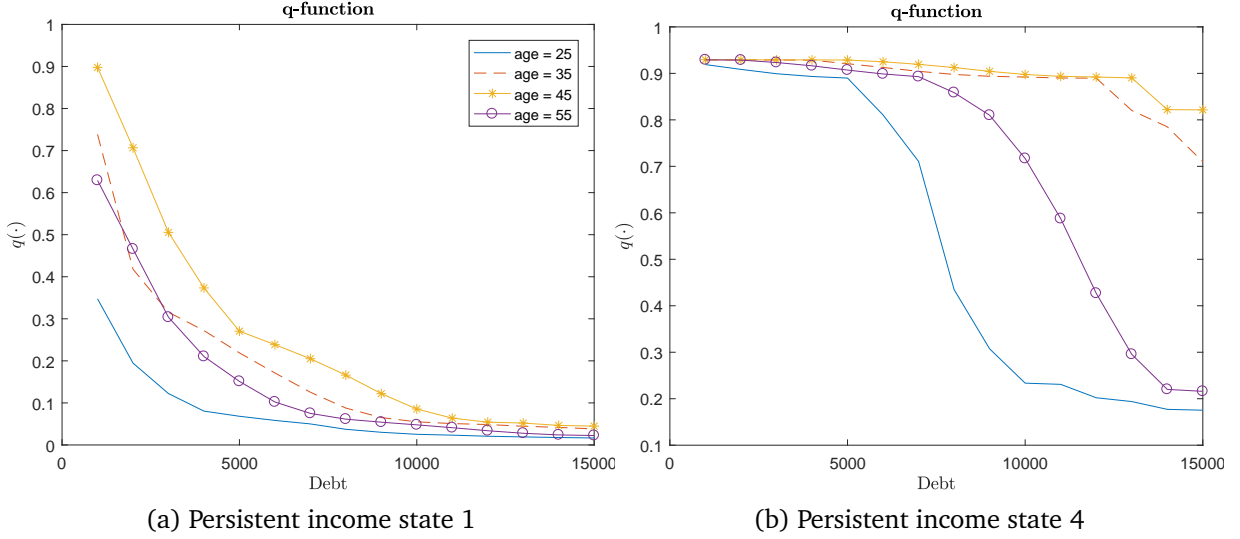 q-function
1
0.9
0.8
0.7
0.6
0.5
0.4
0.3
0.2
0.1
0
q(·)
0
5000
10000
15000
Debt
age = 25
age = 35
age = 45
age = 55
(a) Persistent income state 1
q-function
1
0.9
0.8
0.7
0.6
0.5
0.4
0.3
0.2
0.1
q(·)
0
5000
10000
15000
Debt
(b) Persistent income state 4